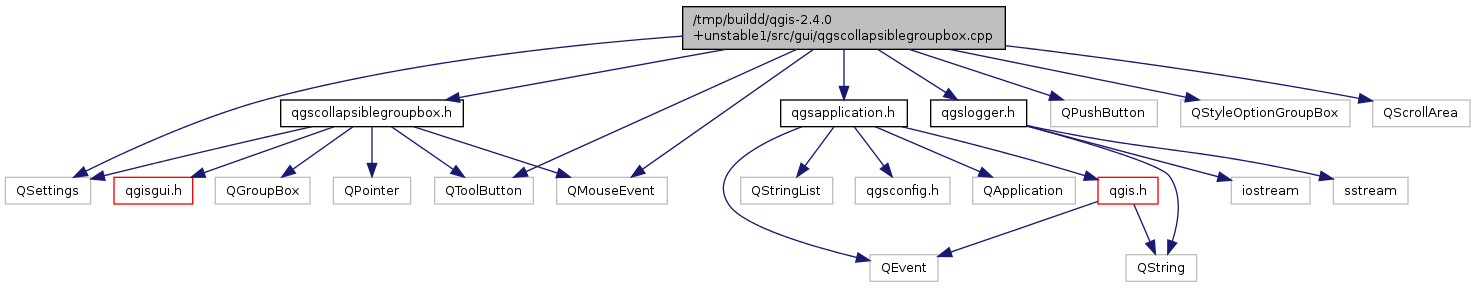 /tmp/buildd/qgis-2.4.0
+unstable1/src/gui/qgscollapsiblegroupbox.cpp
qgscollapsiblegroupbox.h
qgsapplication.h
qgslogger.h
QPushButton
QStyleOptionGroupBox
QScrollArea
QSettings
qgisgui.h
QGroupBox
QPointer
QToolButton
QMouseEvent
QStringList
qgsconfig.h
QApplication
qgis.h
iostream
sstream
QEvent
QString